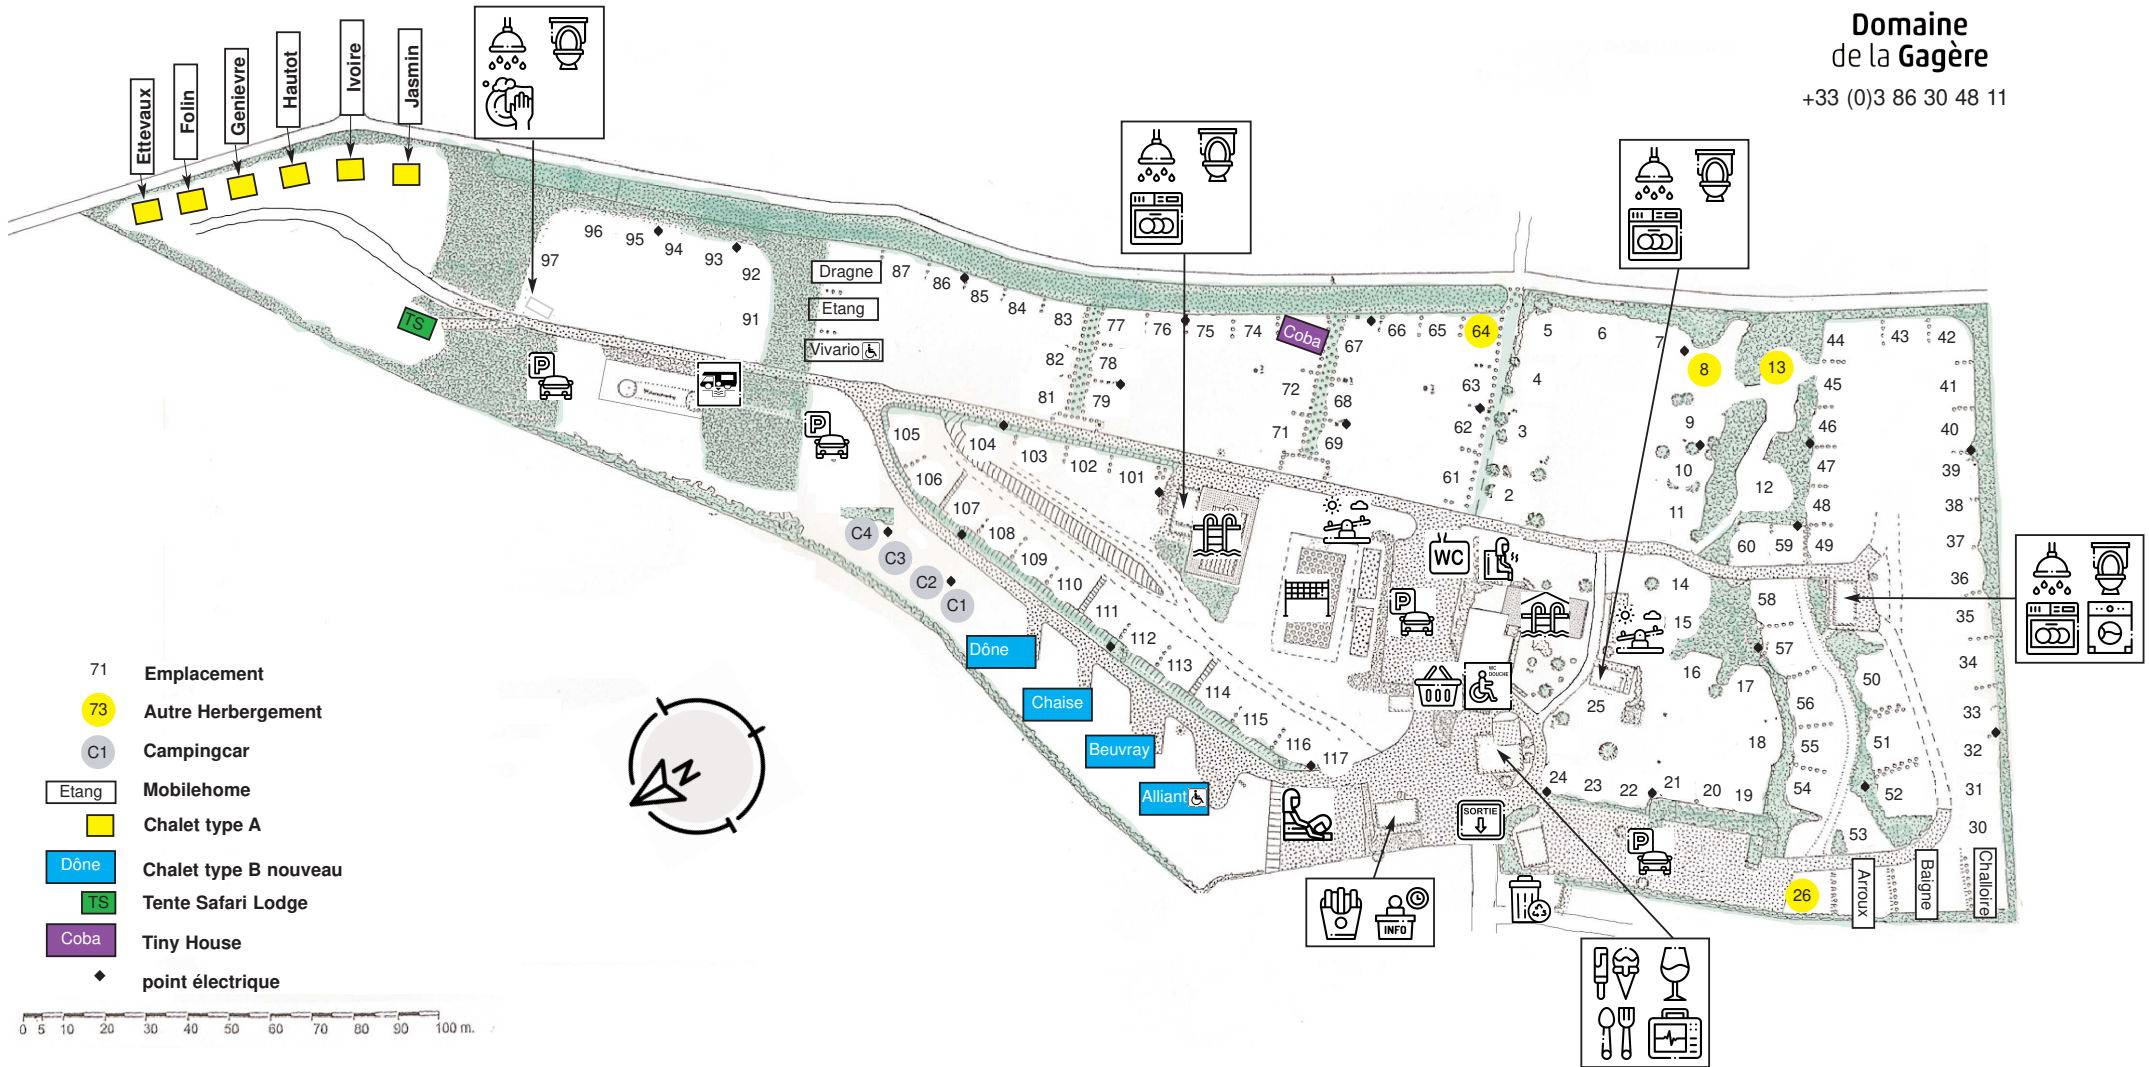 Domaine
de la Gagère
+33 (0)3 86 30 48 11
Ettevaux
Folin
Genievre
Hautot
Ivoire
Jasmin
97
96
95
94
93
92
91
Dragne
Etang
Vivario
87
86
85
84
83
82
81
77
78
79
76
75
74
Coba
72
71
67
68
69
66
65
64
63
62
61
5
6
7
4
3
2
8
13
9
10
11
12
44
43
42
45
41
46
40
47
39
48
38
49
37
60
59
36
35
34
33
32
31
30
58
57
56
55
54
50
51
52
53
14
15
16
17
18
19
20
21
22
23
24
25
26
Arroux
Baigne
Challoire
TS
P
P
105
104
103
102
101
106
107
108
109
110
111
112
113
114
115
116
117
C4
C3
C2
C1
Dône
Chaise
Beuvray
Alliant
WC
P
WC
DOUCHE
SORTIE
P
INFO
N
71 Emplacement
73 Autre Herbergement
C1 Campingcar
Etang Mobilehome
Chalet type A
Dône Chalet type B nouveau
TS Tente Safari Lodge
Coba Tiny House
point électrique
0 5 10 20 30 40 50 60 70 80 90 100 m.